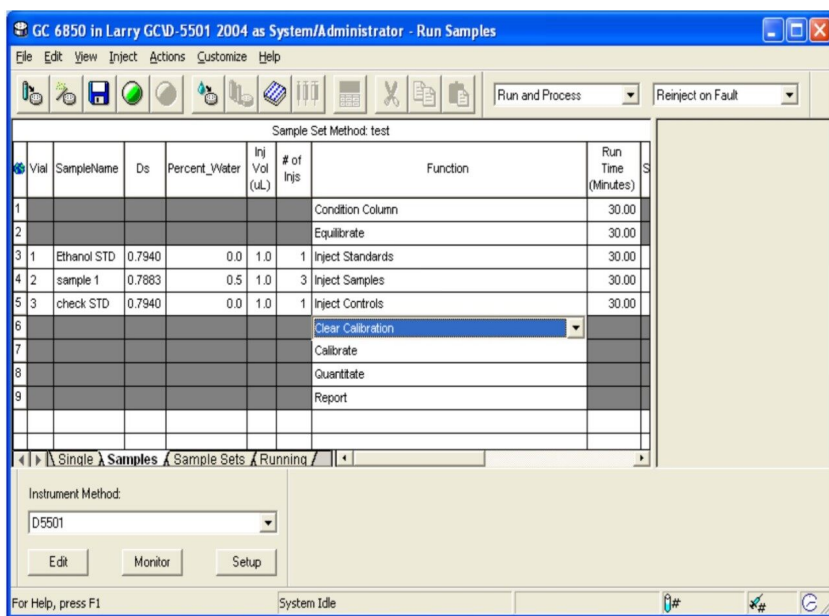 GC 6850 in Larry GC\D-5501 2004 as System/Administrator - Run Samples
File Edit View Inject Actions Customize Help
Run and Process Reinject on Fault
Sample Set Method: test
Vial SampleName Ds Percent_Water Inj Vol (uL) # of Injs Function Run Time (Minutes) S
1 Condition Column 30.00
2 Equilibrate 30.00
3 1 Ethanol STD 0.7940 0.0 1.0 1 Inject Standards 30.00
4 2 sample 1 0.7883 0.5 1.0 3 Inject Samples 30.00
5 3 check STD 0.7940 0.0 1.0 1 Inject Controls 30.00
6 Clear Calibration
7 Calibrate
8 Quantitate
9 Report
Single Samples Sample Sets Running
Instrument Method:
D5501
Edit Monitor Setup
For Help, press F1 System Idle # #